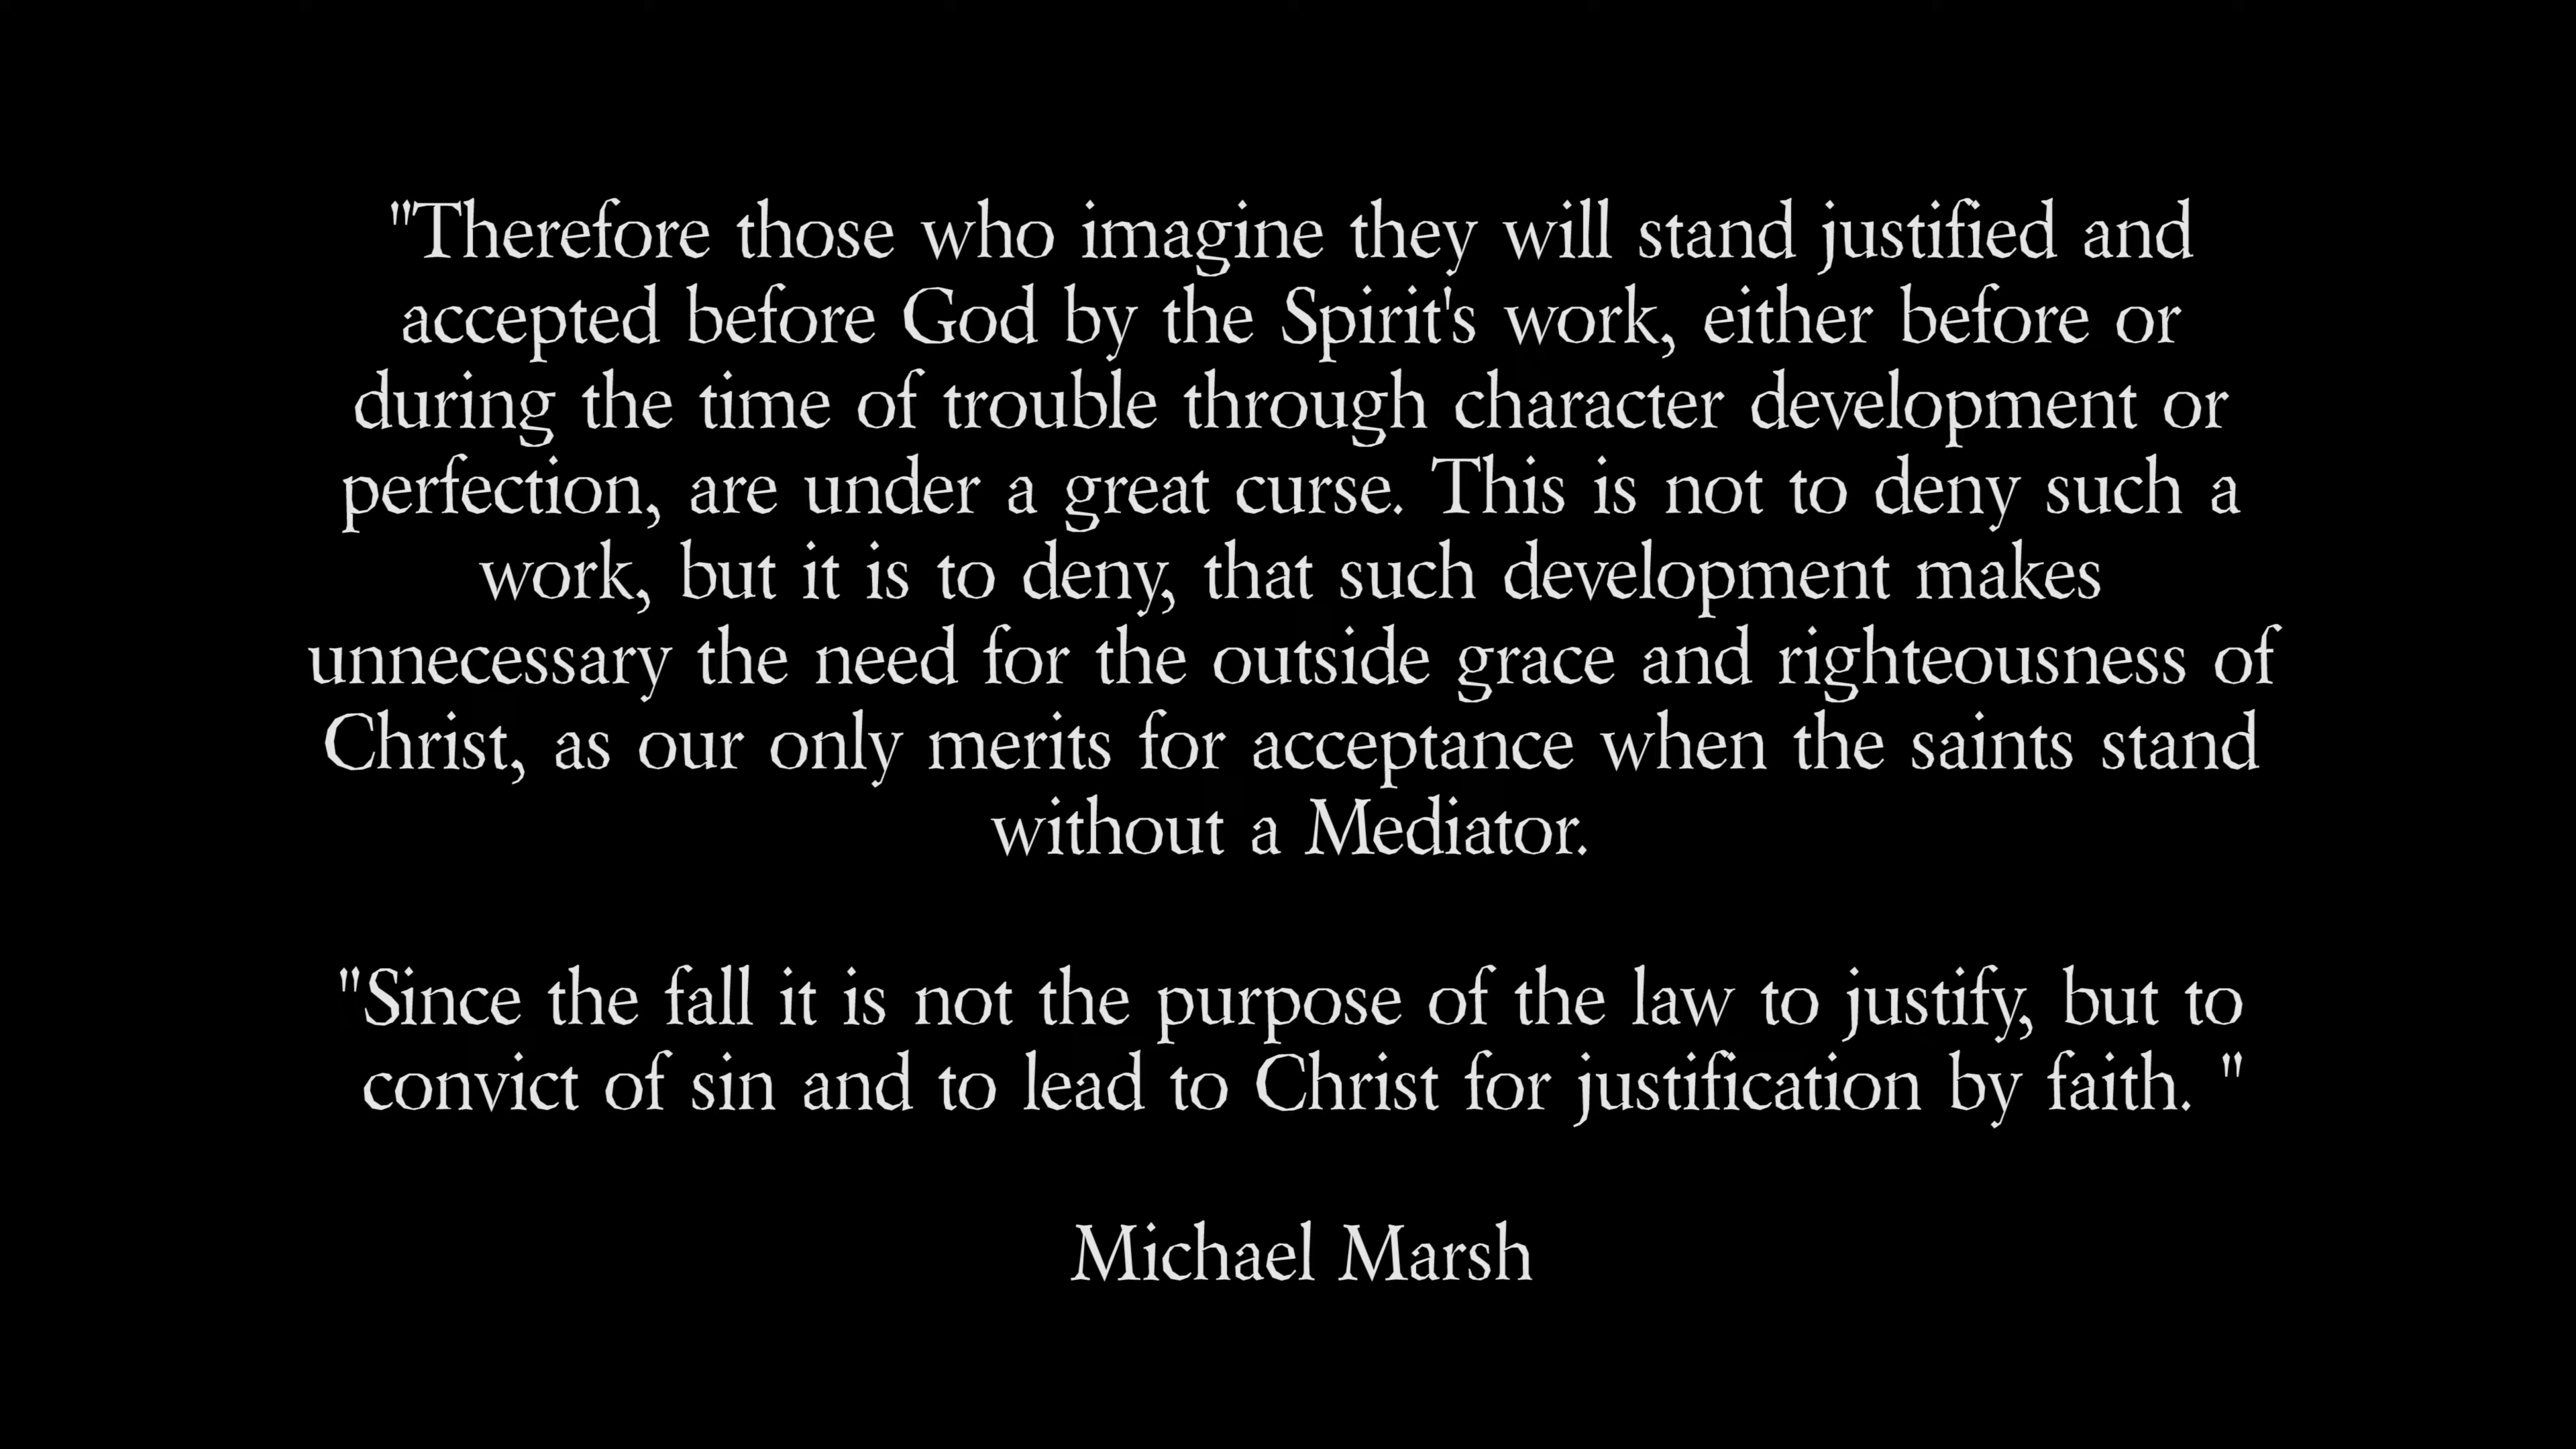 "Therefore those who imagine they will stand justified and
accepted before God by the Spirit's work, either before or
during the time of trouble through character development or
perfection, are under a great curse. This is not to deny such a
work, but it is to deny, that such development makes
unnecessary the need for the outside grace and righteousness of
Christ, as our only merits for acceptance when the saints stand
without a Mediator.
"Since the fall it is not the purpose of the law to justify, but to
convict of sin and to lead to Christ for justification by faith. "
Michael Marsh